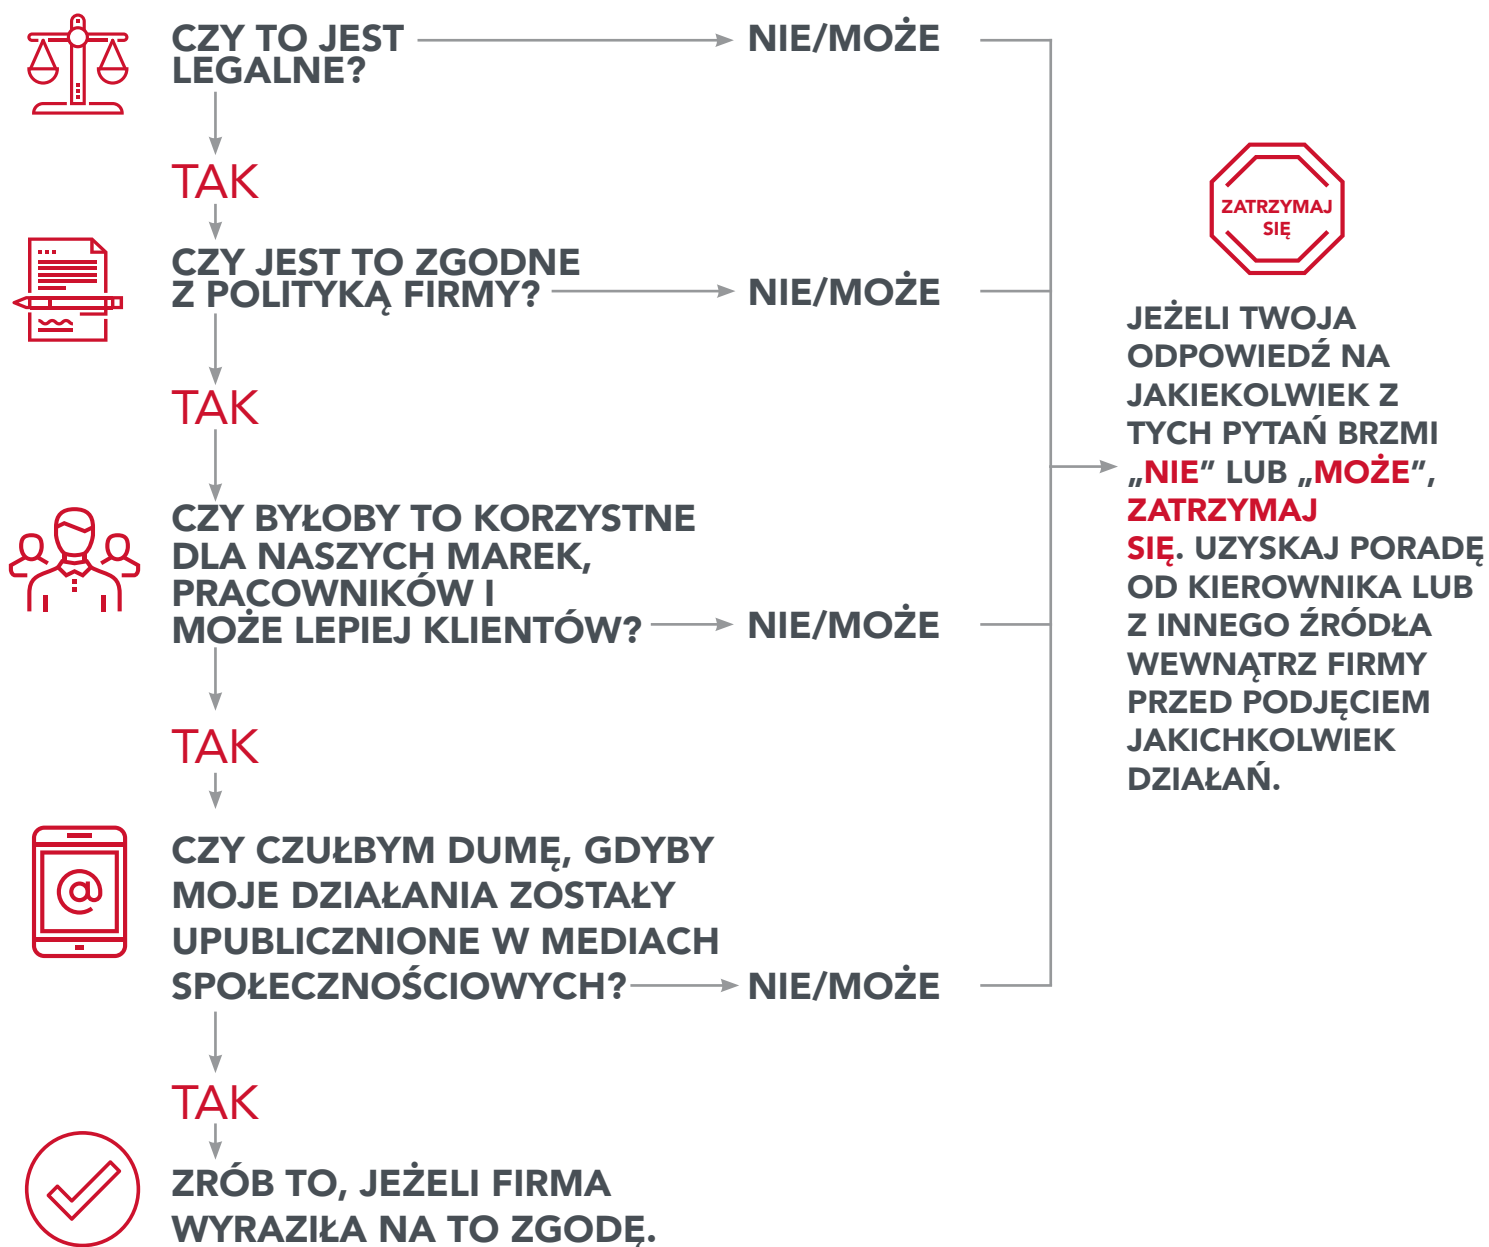 CZY TO JEST
LEGALNE?
NIE/MOŻE
TAK
CZY JEST TO ZGODNE
Z POLITYKĄ FIRMY?
NIE/MOŻE
TAK
CZY BYŁOBY TO KORZYSTNE
DLA NASZYCH MAREK,
PRACOWNIKÓW I
MOŻE LEPIEJ KLIENTÓW?
NIE/MOŻE
TAK
CZY CZUŁBYM DUMĘ, GDYBY
MOJE DZIAŁANIA ZOSTAŁY
UPUBLICZNIONE W MEDIACH
SPOŁECZNOŚCIOWYCH?
NIE/MOŻE
TAK
ZRÓB TO, JEŻELI FIRMA
WYRAZIŁA NA TO ZGODĘ.
ZATRZYMAJ
SIĘ
JEŻELI TWOJA
ODPOWIEDŹ NA
JAKIEKOLWIEK Z
TYCH PYTAŃ BRZMI
„NIE” LUB „MOŻE”,
ZATRZYMAJ
SIĘ. UZYSKAJ PORADĘ
OD KIEROWNIKA LUB
Z INNEGO ŹRÓDŁA
WEWNĄTRZ FIRMY
PRZED PODJĘCIEM
JAKICHKOLWIEK
DZIAŁAŃ.